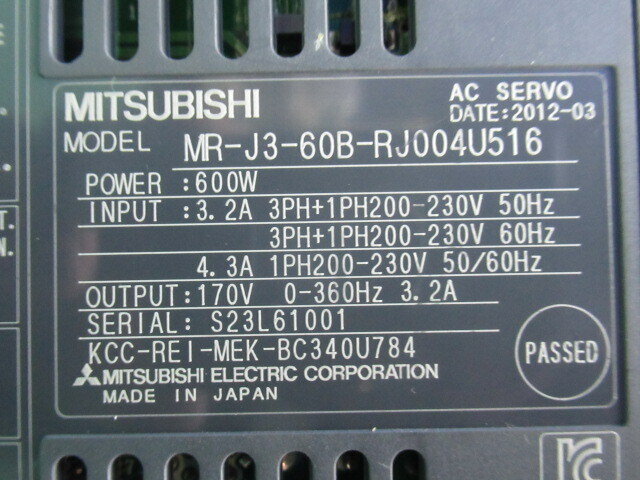 MITSUBISHI
AC SERVO
DATE:2012-03
MODEL MR-J3-60B-RJ004U516
POWER :600W
INPUT :3.2A 3PH+1PH200-230V 50Hz
3PH+1PH200-230V 60Hz
4.3A 1PH200-230V 50/60Hz
OUTPUT:170V 0-360Hz 3.2A
SERIAL: S23L61001
KCC-REI-MEK-BC340U784
PASSED
MITSUBISHI ELECTRIC CORPORATION
MADE IN JAPAN